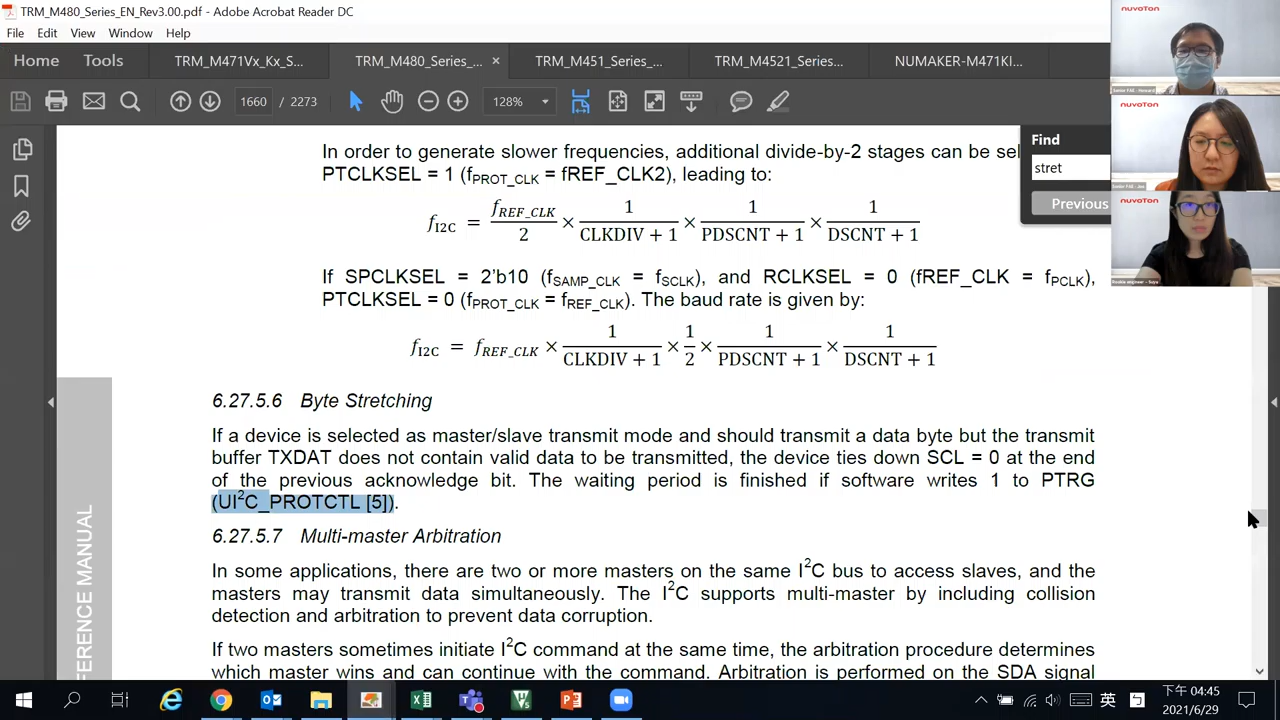 TRM_M480_Series_EN_Rev3.00.pdf - Adobe Acrobat Reader DC
File Edit View Window Help
Home Tools TRM_M471Vx_Kx_S... TRM_M480_Series_... × TRM_M451_Series_... TRM_M4521_Series... NUMAKER-M471KI...
1660 / 2273 128%
nuvoTon
Senior FAE - Howard
nuvoTon
nuvoTon
Find
stret
Previous
In order to generate slower frequencies, additional divide-by-2 stages can be sel
PTCLKSEL = 1 (fPROT_CLK = fREF_CLK2), leading to:
fI2C = fREF_CLK/2 × 1/(CLKDIV + 1) × 1/(PDSCNT + 1) × 1/(DSCNT + 1)
If SPCLKSEL = 2'b10 (fSAMP_CLK = fSCLK), and RCLKSEL = 0 (fREF_CLK = fPCLK),
PTCLKSEL = 0 (fPROT_CLK = fREF_CLK). The baud rate is given by:
fI2C = fREF_CLK × 1/(CLKDIV + 1) × 1/2 × 1/(PDSCNT + 1) × 1/(DSCNT + 1)
6.27.5.6 Byte Stretching
If a device is selected as master/slave transmit mode and should transmit a data byte but the transmit
buffer TXDAT does not contain valid data to be transmitted, the device ties down SCL = 0 at the end
of the previous acknowledge bit. The waiting period is finished if software writes 1 to PTRG
(UI²C_PROTCTL [5]).
6.27.5.7 Multi-master Arbitration
In some applications, there are two or more masters on the same I²C bus to access slaves, and the
masters may transmit data simultaneously. The I²C supports multi-master by including collision
detection and arbitration to prevent data corruption.
If two masters sometimes initiate I²C command at the same time, the arbitration procedure determines
which master wins and can continue with the command. Arbitration is performed on the SDA signal
FERENCE MANUAL
英
下午 04:45
2021/6/29